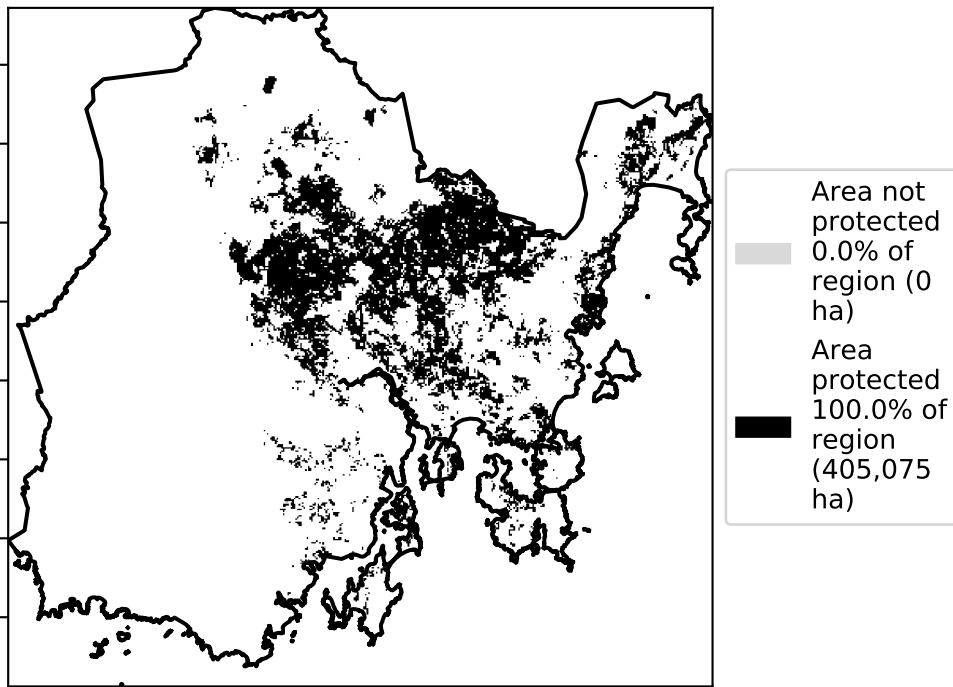 Area not
protected
0.0% of
region (0
ha)
Area
protected
100.0% of
region
(405,075
ha)